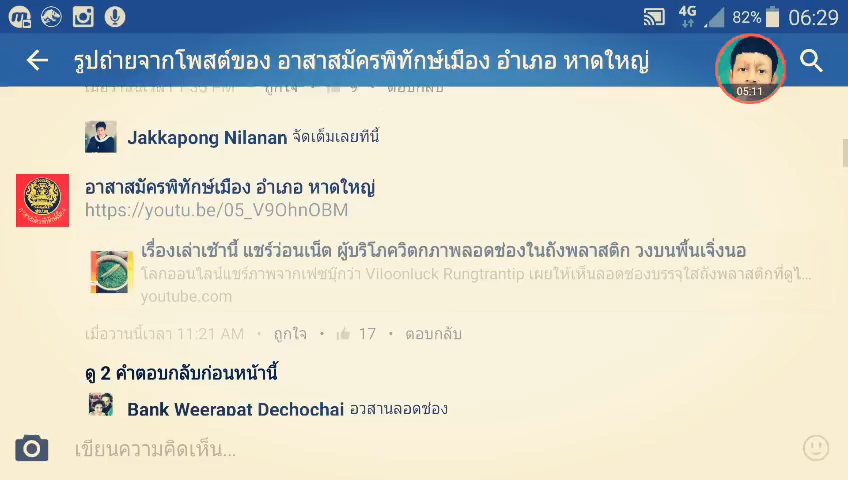 4G 82% 06:29
รูปถ่ายจากโพสต์ของ อาสาสมัครพิทักษ์เมือง อำเภอ หาดใหญ่
05:11
ถูกใจ 9 ตอบกลับ
Jakkapong Nilanan จัดเต็มเลยทีนี้
อาสาสมัครพิทักษ์เมือง อำเภอ หาดใหญ่
https://youtu.be/05_V9OhnOBM
เรื่องเล่าเช้านี้ แชร์ว่อนเน็ต ผู้บริโภควิตกภาพลอดช่องในถังพลาสติก วงบนพื้นเจิ่งนอ
โลกออนไลน์แชร์ภาพจากเฟซบุ๊กว่า Viloonluck Rungtrantip เผยให้เห็นลอดช่องบรรจุใส่ถังพลาสติกที่ดูไ...
youtube.com
เมื่อวานนี้เวลา 11:21 AM • ถูกใจ • 17 • ตอบกลับ
ดู 2 คำตอบกลับก่อนหน้านี้
Bank Weerapat Dechochai อวสานลอดช่อง
เขียนความคิดเห็น...